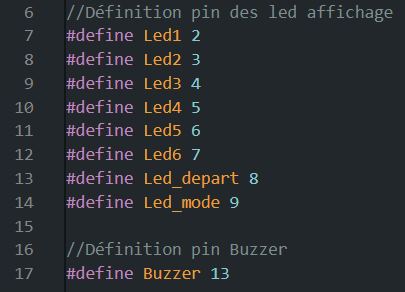 6 //Définition pin des led affichage
7 #define Led1 2
8 #define Led2 3
9 #define Led3 4
10 #define Led4 5
11 #define Led5 6
12 #define Led6 7
13 #define Led_depart 8
14 #define Led_mode 9
15
16 //Définition pin Buzzer
17 #define Buzzer 13